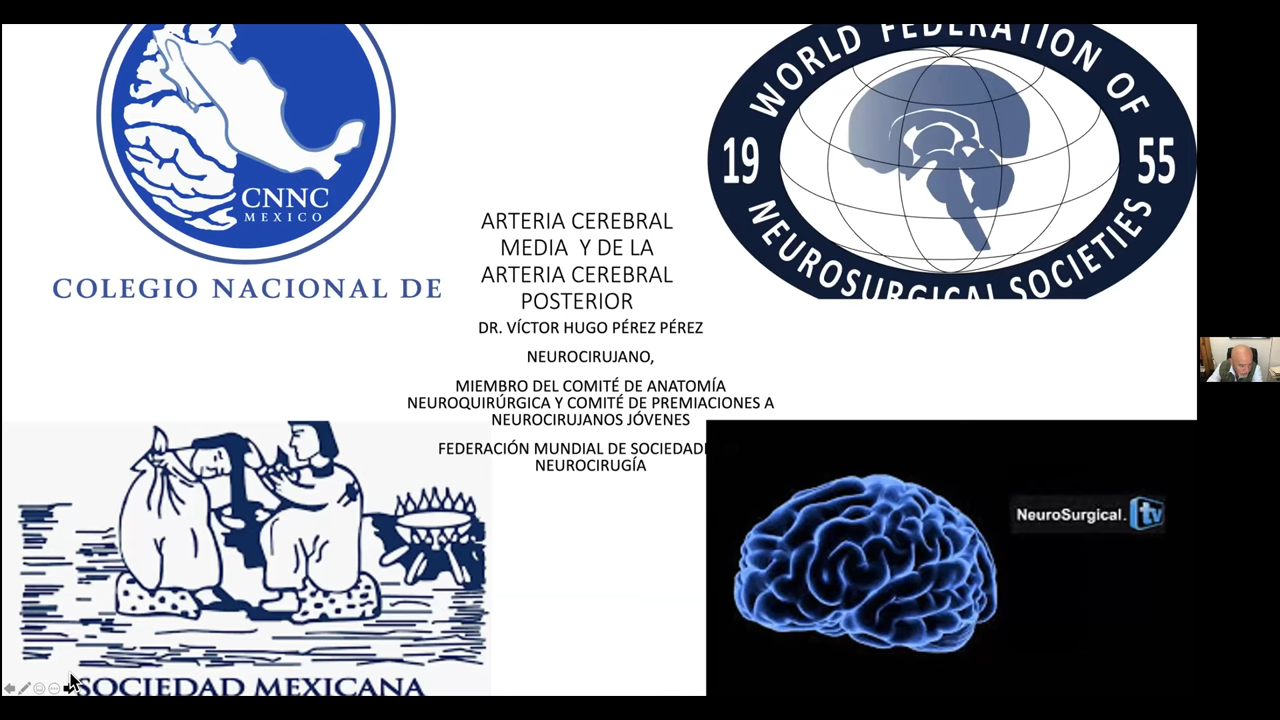 CNNC
MEXICO
COLEGIO NACIONAL DE
WORLD FEDERATION OF
19
55
NEUROSURGICAL SOCIETIES
ARTERIA CEREBRAL
MEDIA Y DE LA
ARTERIA CEREBRAL
POSTERIOR
DR. VÍCTOR HUGO PÉREZ PÉREZ
NEUROCIRUJANO,
MIEMBRO DEL COMITÉ DE ANATOMÍA
NEUROQUIRÚRGICA Y COMITÉ DE PREMIACIONES A
NEUROCIRUJANOS JÓVENES
FEDERACIÓN MUNDIAL DE SOCIEDAD
NEUROCIRUGÍA
SOCIEDAD MEXICANA
NeuroSurgical.tv